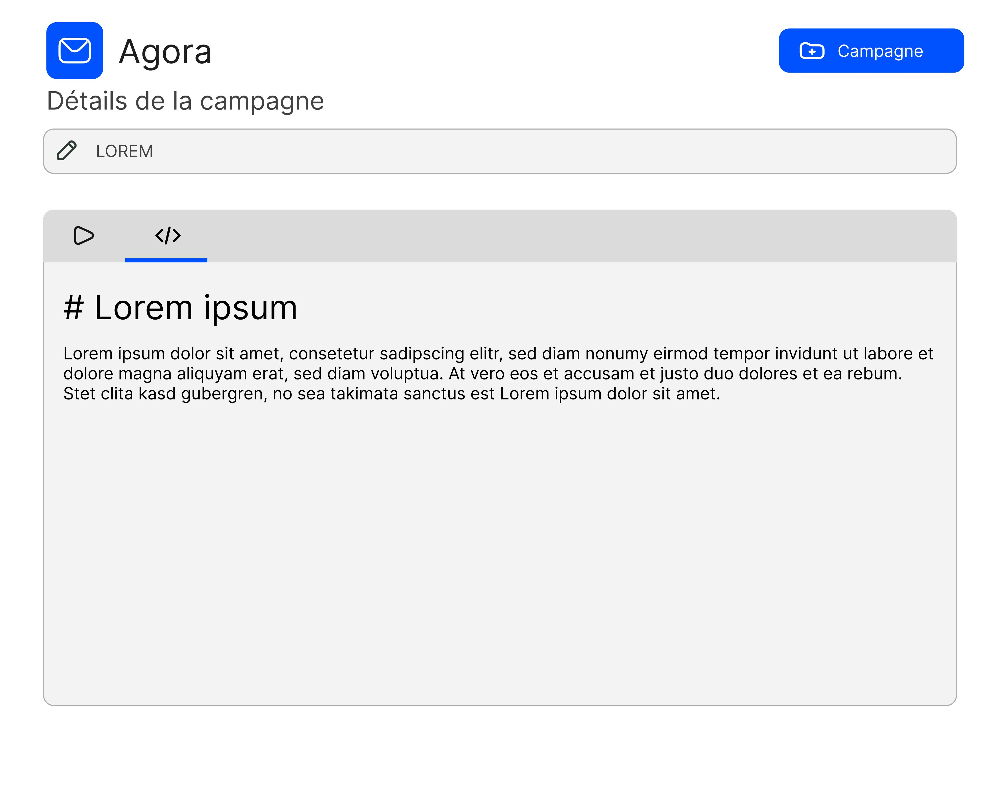 Agora
Campagne
Détails de la campagne
LOREM
# Lorem ipsum
Lorem ipsum dolor sit amet, consetetur sadipscing elitr, sed diam nonumy eirmod tempor invidunt ut labore et
dolore magna aliquyam erat, sed diam voluptua. At vero eos et accusam et justo duo dolores et ea rebum.
Stet clita kasd gubergren, no sea takimata sanctus est Lorem ipsum dolor sit amet.